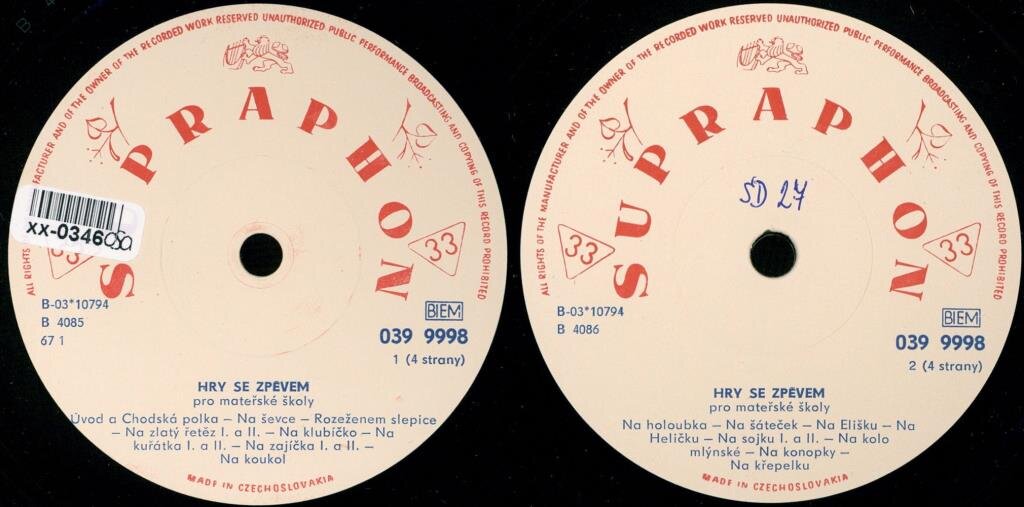 ALL RIGHTS OF THE MANUFACTURER AND OF THE OWNER OF THE RECORDED WORK RESERVED UNAUTHORIZED PUBLIC PERFORMANCE BROADCASTING AND COPYING OF THIS RECORD PROHIBITED
SUPRAPHON
xx-0346
33
33
B-03*10794
B 4085
67 1
BIEM
039 9998
1 (4 strany)
HRY SE ZPĚVEM
pro mateřské školy
Úvod a Chodská polka – Na ševce – Rozeženem slepice
– Na zlatý řetěz I. a II. – Na klubíčko – Na
kuřátka I. a II. – Na zajíčka I. a II. –
Na koukol
MADE IN CZECHOSLOVAKIA
ALL RIGHTS OF THE MANUFACTURER AND OF THE OWNER OF THE RECORDED WORK RESERVED UNAUTHORIZED PUBLIC PERFORMANCE BROADCASTING AND COPYING OF THIS RECORD PROHIBITED
SUPRAPHON
SD 27
33
33
B-03*10794
B 4086
BIEM
039 9998
2 (4 strany)
HRY SE ZPĚVEM
pro mateřské školy
Na holoubka – Na šáteček – Na Elišku – Na
Heličku – Na sojku I. a II. – Na kolo
mlýnské – Na konopky –
Na křepelku
MADE IN CZECHOSLOVAKIA